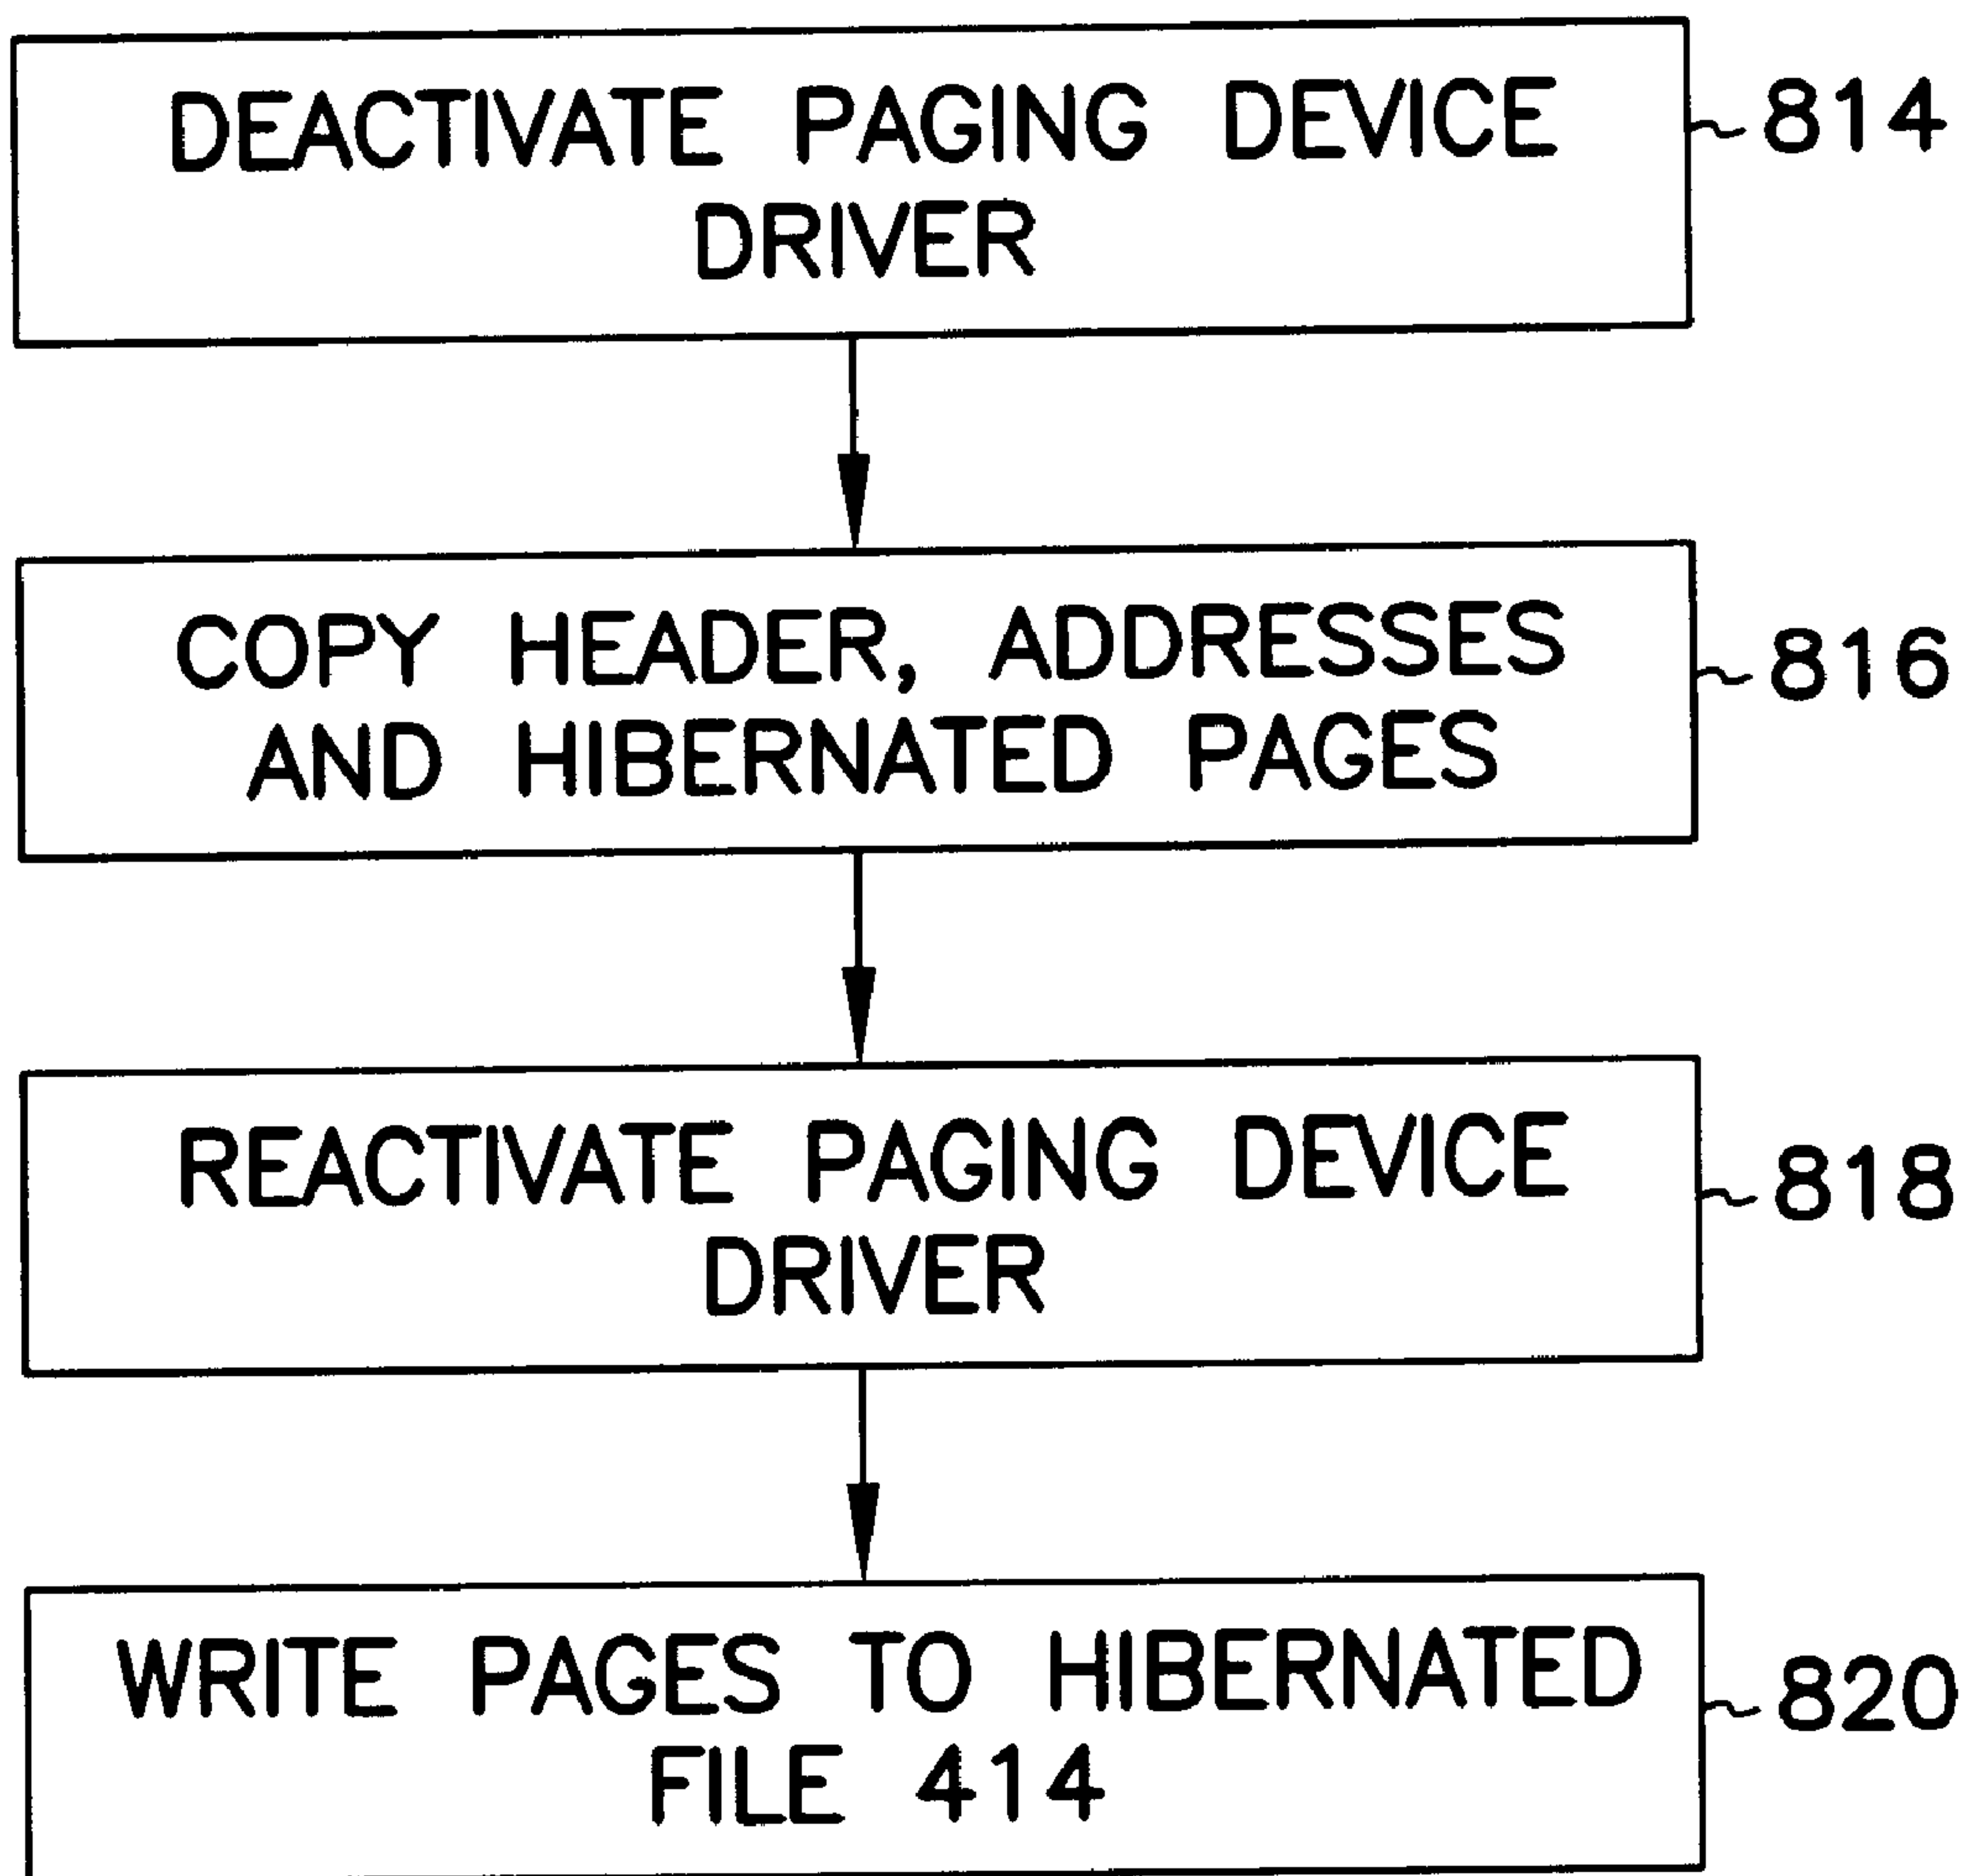 DEACTIVATE PAGING DEVICE
DRIVER
814
COPY HEADER, ADDRESSES
AND HIBERNATED PAGES
816
REACTIVATE PAGING DEVICE
DRIVER
818
WRITE PAGES TO HIBERNATED
FILE 414
820